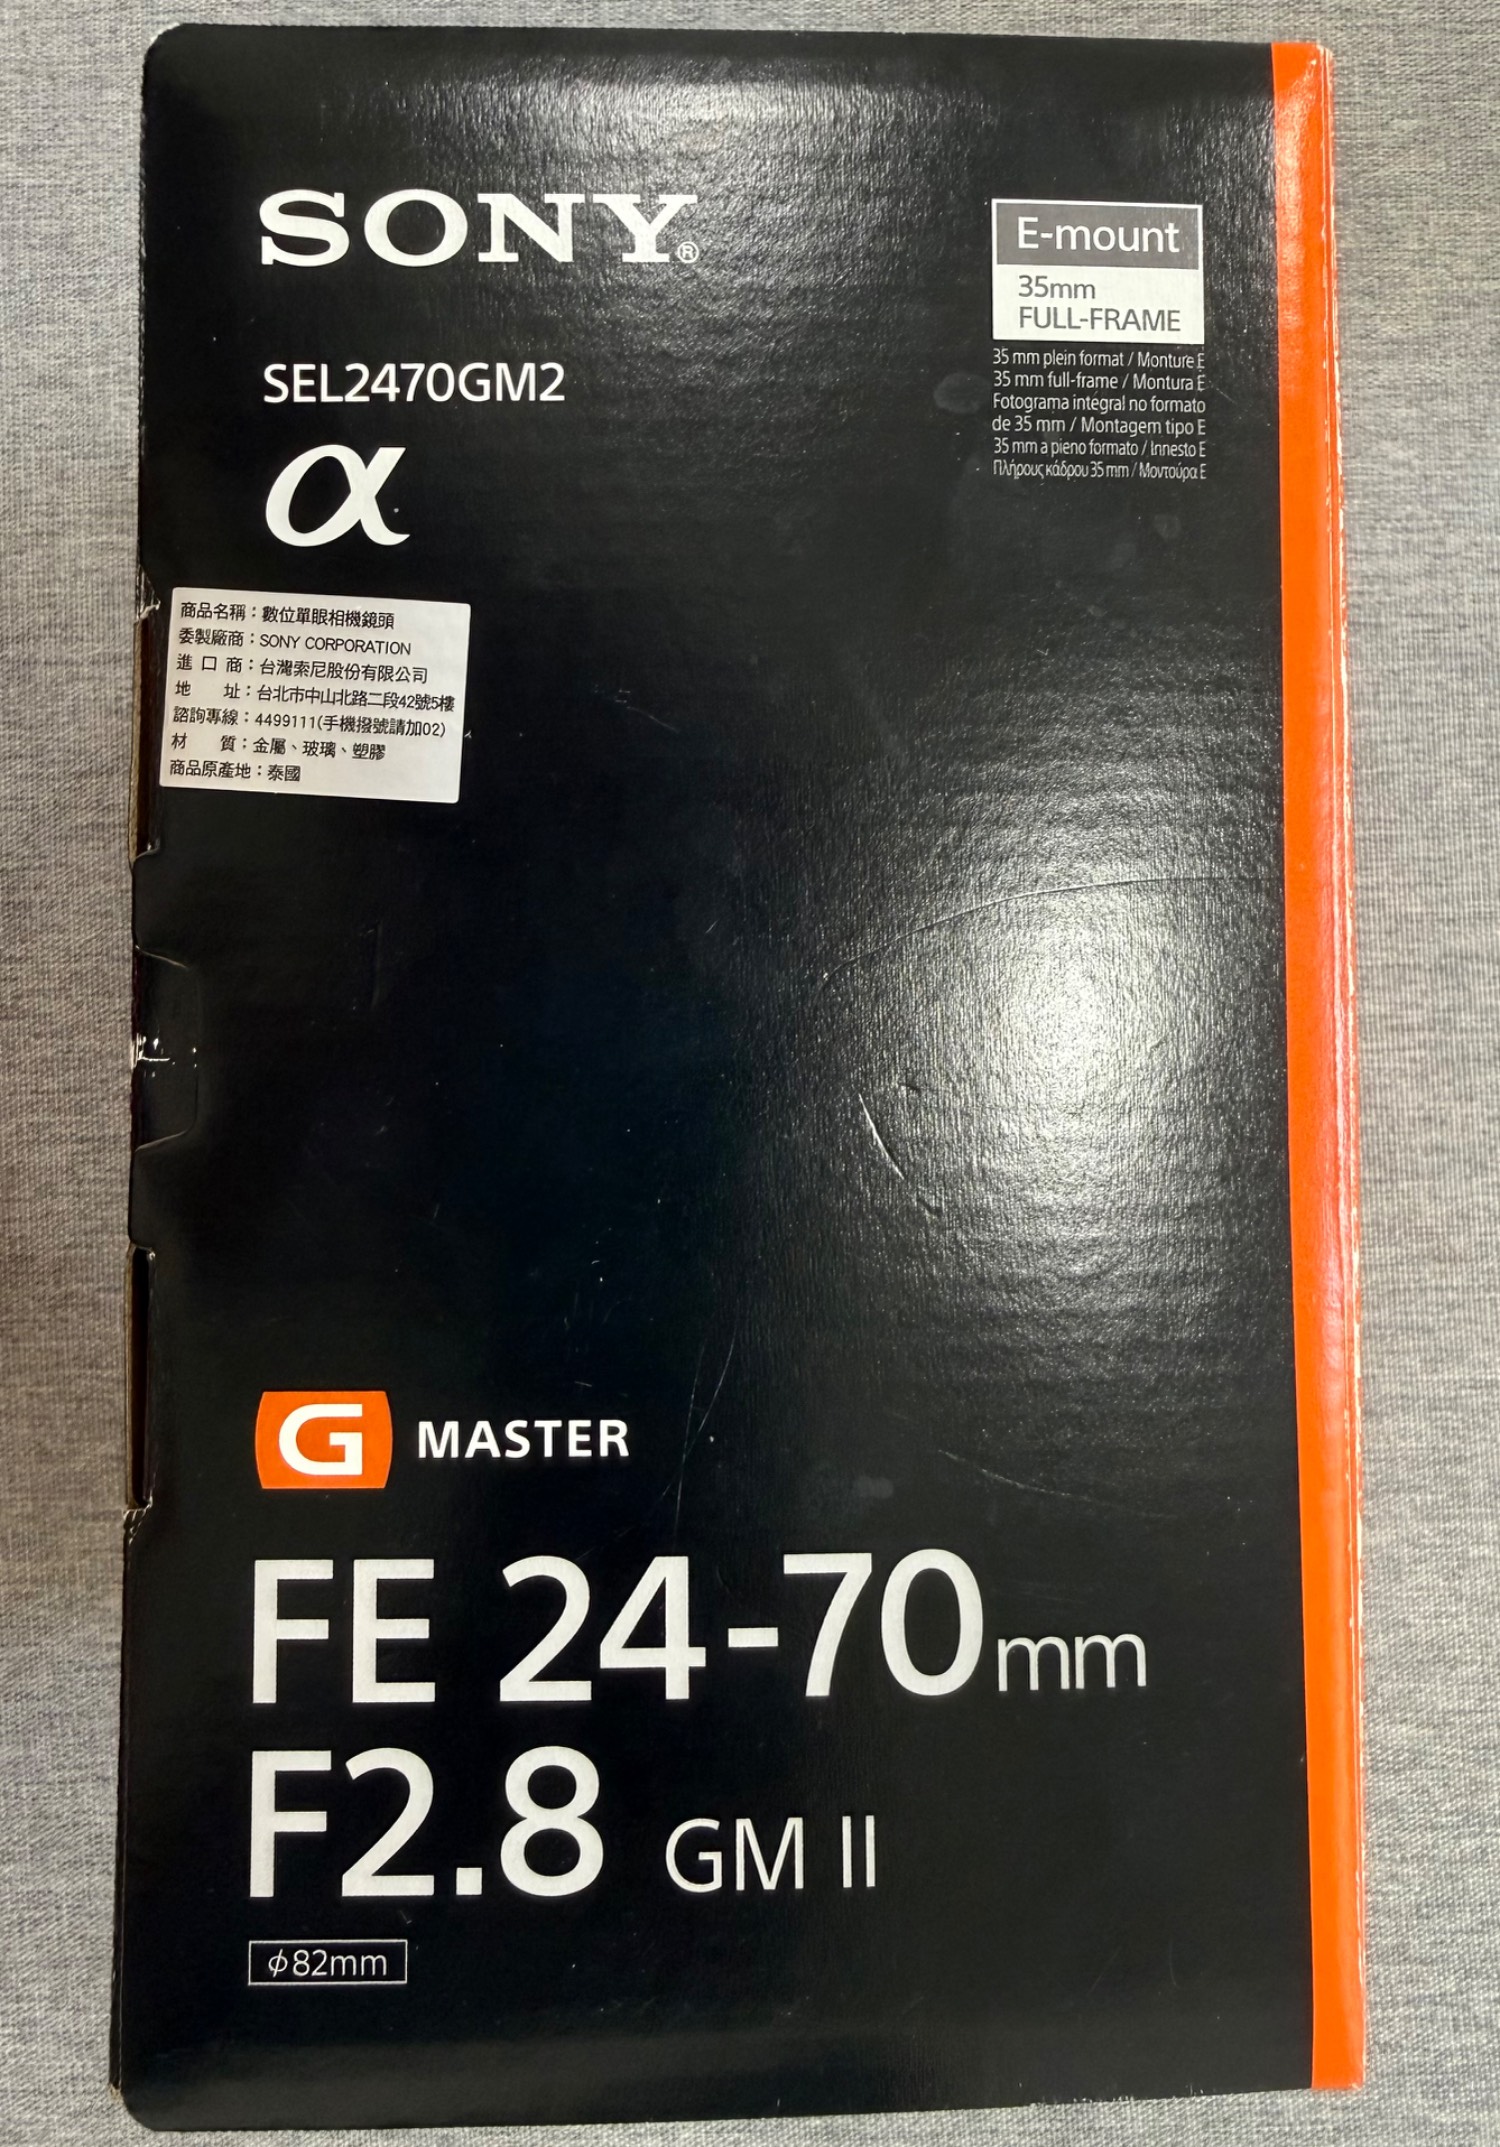 SONY®
E-mount
35mm
FULL-FRAME
35 mm plein format / Monture E
35 mm full-frame / Montura E
Fotograma integral no formato
de 35 mm / Montagem tipo E
35 mm a pieno formato / Innesto E
Πλήρους κάδρου 35 mm / Μοντούρα E
SEL2470GM2
α
商品名稱：數位單眼相機鏡頭
委製廠商：SONY CORPORATION
進口商：台灣索尼股份有限公司
地址：台北市中山北路二段42號5樓
諮詢專線：4499111(手機撥號請加02)
材質：金屬、玻璃、塑膠
商品原產地：泰國
G MASTER
FE 24-70mm
F2.8 GM II
ϕ82mm